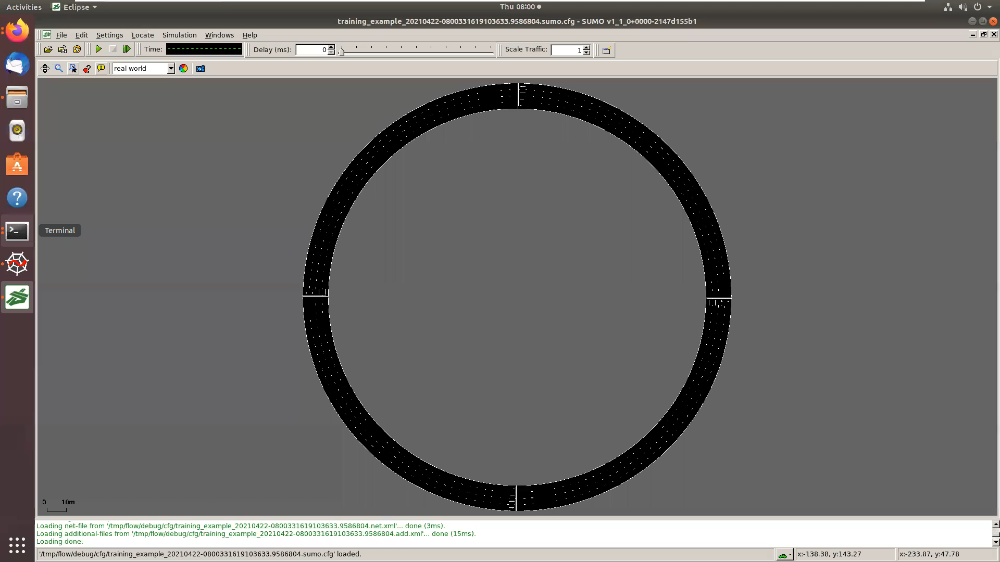 Activities
Eclipse
Thu 08:00
training_example_20210422-0800331619103633.9586804.sumo.cfg - SUMO v1_1_0+0000-2147d155b1
File Edit Settings Locate Simulation Windows Help
Time:
Delay (ms): 0
Scale Traffic: 1
real world
Terminal
0 10m
Loading net-file from '/tmp/flow/debug/cfg/training_example_20210422-0800331619103633.9586804.net.xml'... done (3ms).
Loading additional-files from '/tmp/flow/debug/cfg/training_example_20210422-0800331619103633.9586804.add.xml'... done (15ms).
Loading done.
'/tmp/flow/debug/cfg/training_example_20210422-0800331619103633.9586804.sumo.cfg' loaded.
-
x:-138.38, y:143.27
x:-233.87, y:47.78